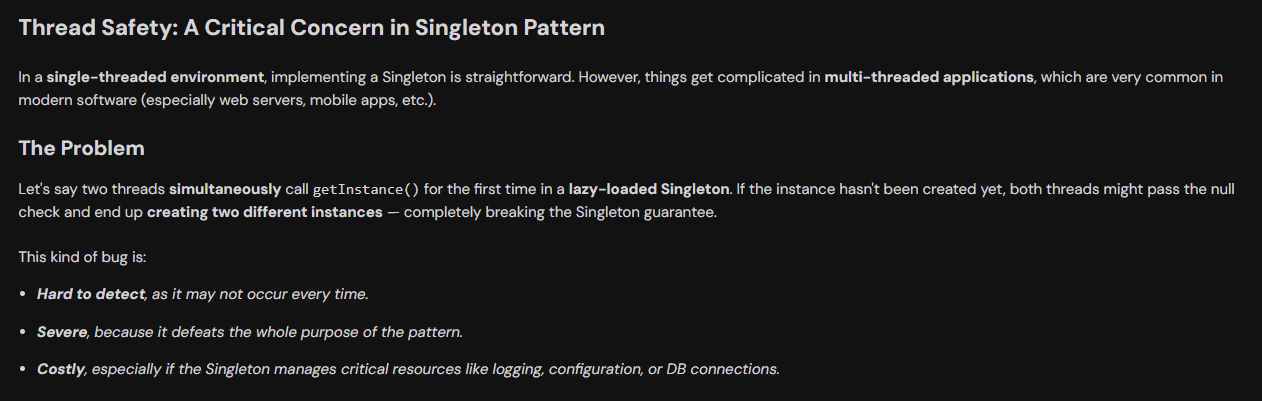 Thread Safety: A Critical Concern in Singleton Pattern
In a single-threaded environment, implementing a Singleton is straightforward. However, things get complicated in multi-threaded applications, which are very common in
modern software (especially web servers, mobile apps, etc.).
The Problem
Let's say two threads simultaneously call getInstance() for the first time in a lazy-loaded Singleton. If the instance hasn't been created yet, both threads might pass the null
check and end up creating two different instances — completely breaking the Singleton guarantee.
This kind of bug is:
• Hard to detect, as it may not occur every time.
• Severe, because it defeats the whole purpose of the pattern.
• Costly, especially if the Singleton manages critical resources like logging, configuration, or DB connections.